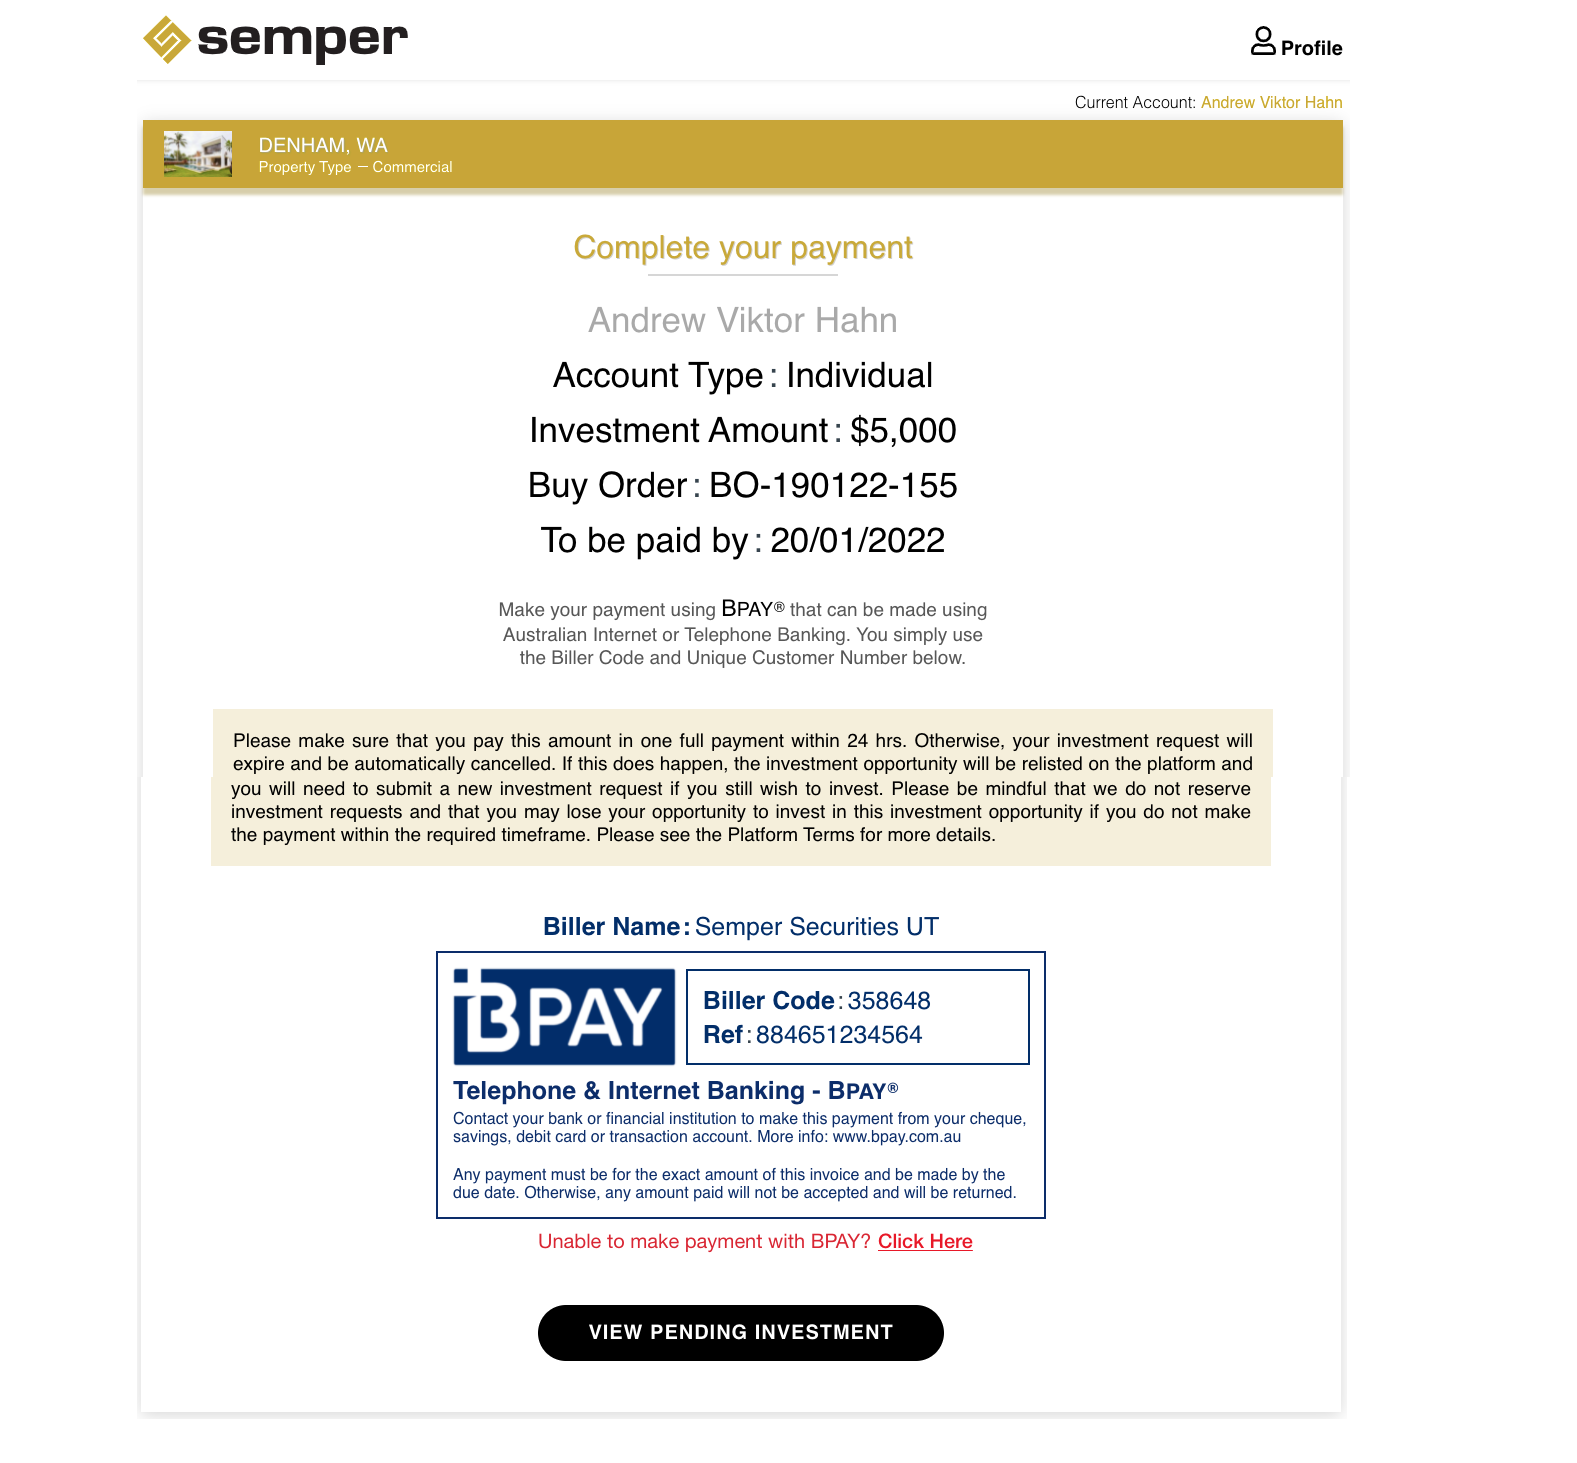 semper
Profile
Current Account: Andrew Viktor Hahn
DENHAM, WA
Property Type — Commercial
Complete your payment
Andrew Viktor Hahn
Account Type : Individual
Investment Amount : $5,000
Buy Order : BO-190122-155
To be paid by : 20/01/2022
Make your payment using BPAY® that can be made using
Australian Internet or Telephone Banking. You simply use
the Biller Code and Unique Customer Number below.
Please make sure that you pay this amount in one full payment within 24 hrs. Otherwise, your investment request will
expire and be automatically cancelled. If this does happen, the investment opportunity will be relisted on the platform and
you will need to submit a new investment request if you still wish to invest. Please be mindful that we do not reserve
investment requests and that you may lose your opportunity to invest in this investment opportunity if you do not make
the payment within the required timeframe. Please see the Platform Terms for more details.
Biller Name : Semper Securities UT
BPAY
Biller Code : 358648
Ref : 884651234564
Telephone & Internet Banking - BPAY®
Contact your bank or financial institution to make this payment from your cheque,
savings, debit card or transaction account. More info: www.bpay.com.au
Any payment must be for the exact amount of this invoice and be made by the
due date. Otherwise, any amount paid will not be accepted and will be returned.
Unable to make payment with BPAY? Click Here
VIEW PENDING INVESTMENT